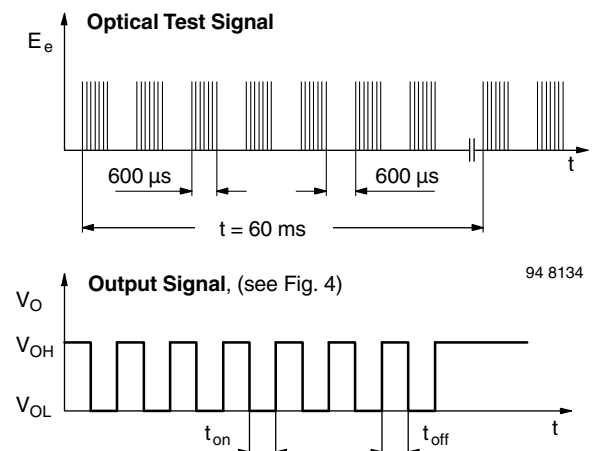 Optical Test Signal
E e
t
600 µs
600 µs
t = 60 ms
94 8134
Output Signal, (see Fig. 4)
V O
V OH
V OL
t
t on
t off